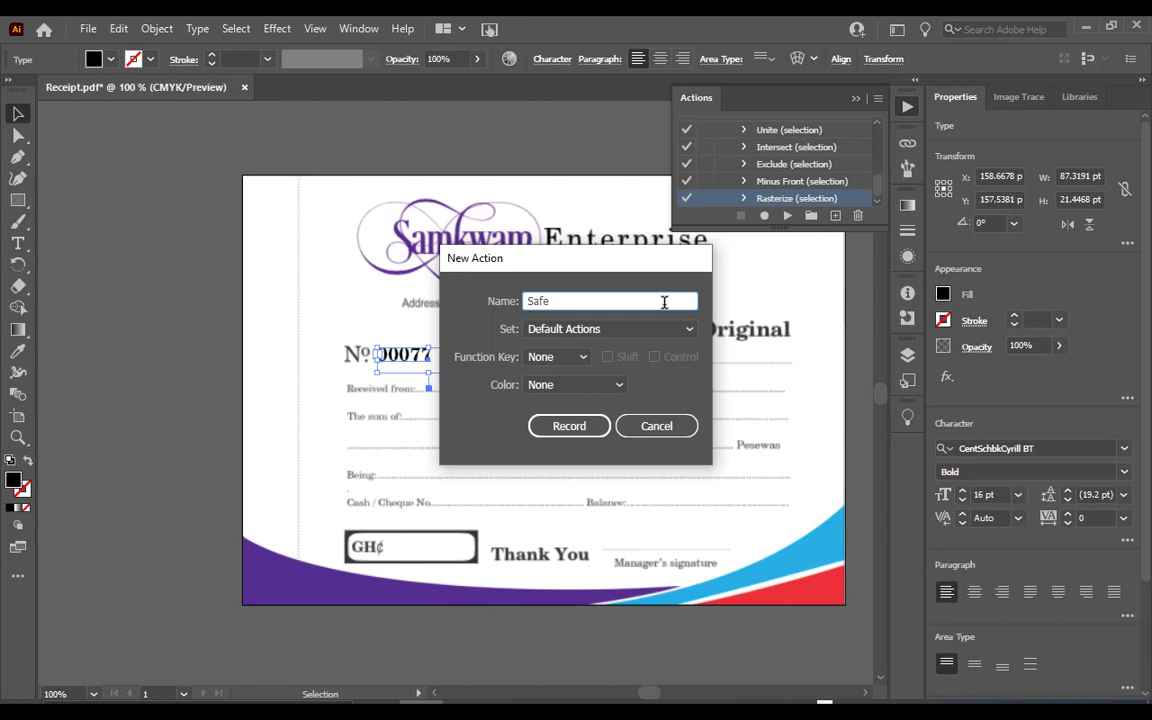 Ai File Edit Object Type Select Effect View Window Help Search Adobe Help
Type Stroke: Opacity: 100% Character Paragraph: Area Type: Align Transform
Receipt.pdf* @ 100 % (CMYK/Preview)
Actions
Unite (selection)
Intersect (selection)
Exclude (selection)
Minus Front (selection)
Rasterize (selection)
Properties Image Trace Libraries
Type
Transform
X: 158.6678 p W: 87.3191 pt
Y: 157.5381 p H: 21.4468 pt
0°
Appearance
Fill
Stroke
Opacity 100%
fx.
Character
CentSchbkCyrill BT
Bold
16 pt (19.2 pt)
Auto 0
Paragraph
Area Type
Samkwam Enterprise
Address
Original
Nº 00077
Received from:
The sum of:
Pesewas
Being:
Cash / Cheque No. Balance:
GH¢ Thank You
Manager's signature
New Action
Name: Safe
Set: Default Actions
Function Key: None Shift Control
Color: None
Record Cancel
100% 1 Selection